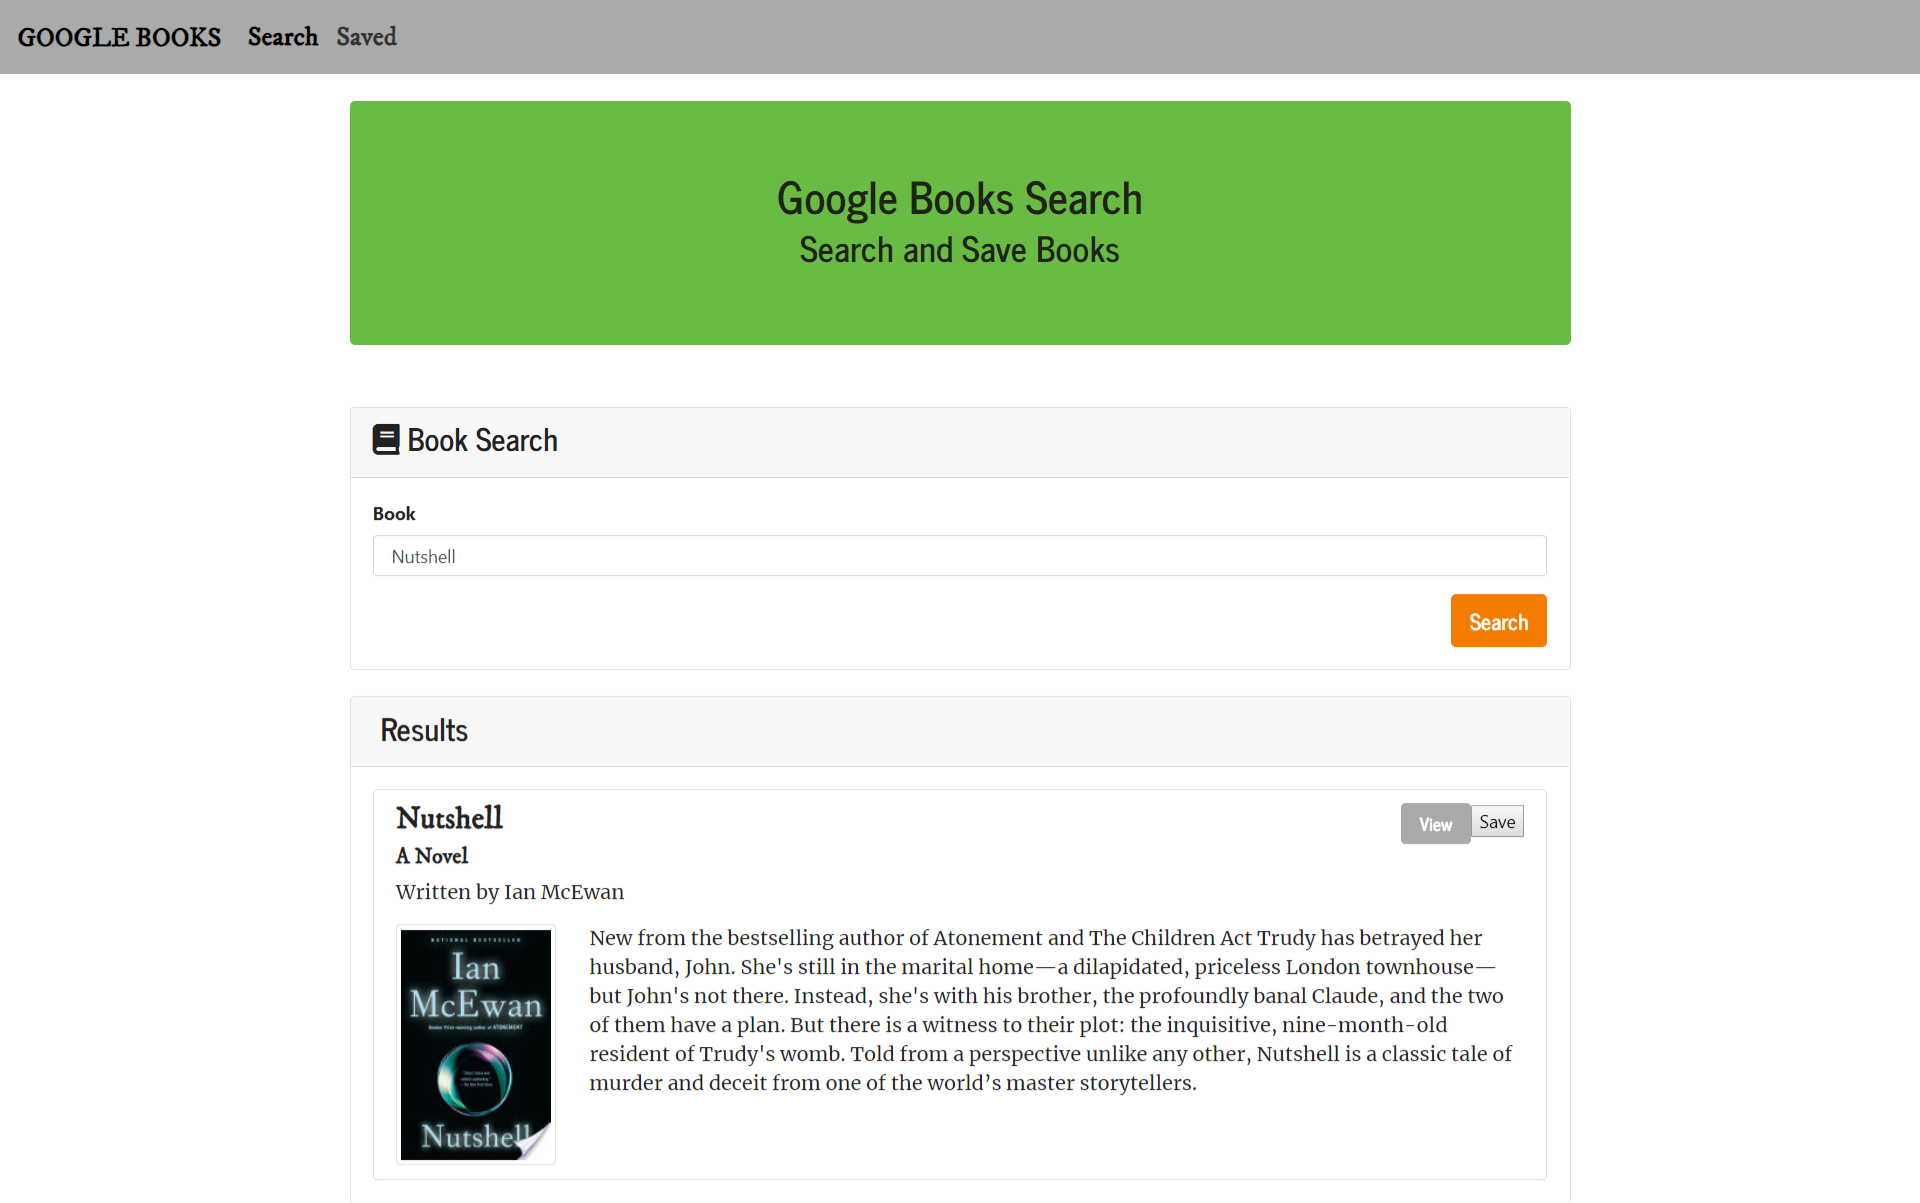 GOOGLE BOOKS Search Saved
Google Books Search
Search and Save Books
Book Search
Book
Nutshell
Search
Results
Nutshell
View Save
A Novel
Written by Ian McEwan
NATIONAL BESTSELLER
Ian
McEwan
Booker Prize-winning author of ATONEMENT
Nutshell
New from the bestselling author of Atonement and The Children Act Trudy has betrayed her
husband, John. She's still in the marital home—a dilapidated, priceless London townhouse—
but John's not there. Instead, she's with his brother, the profoundly banal Claude, and the two
of them have a plan. But there is a witness to their plot: the inquisitive, nine-month-old
resident of Trudy's womb. Told from a perspective unlike any other, Nutshell is a classic tale of
murder and deceit from one of the world’s master storytellers.